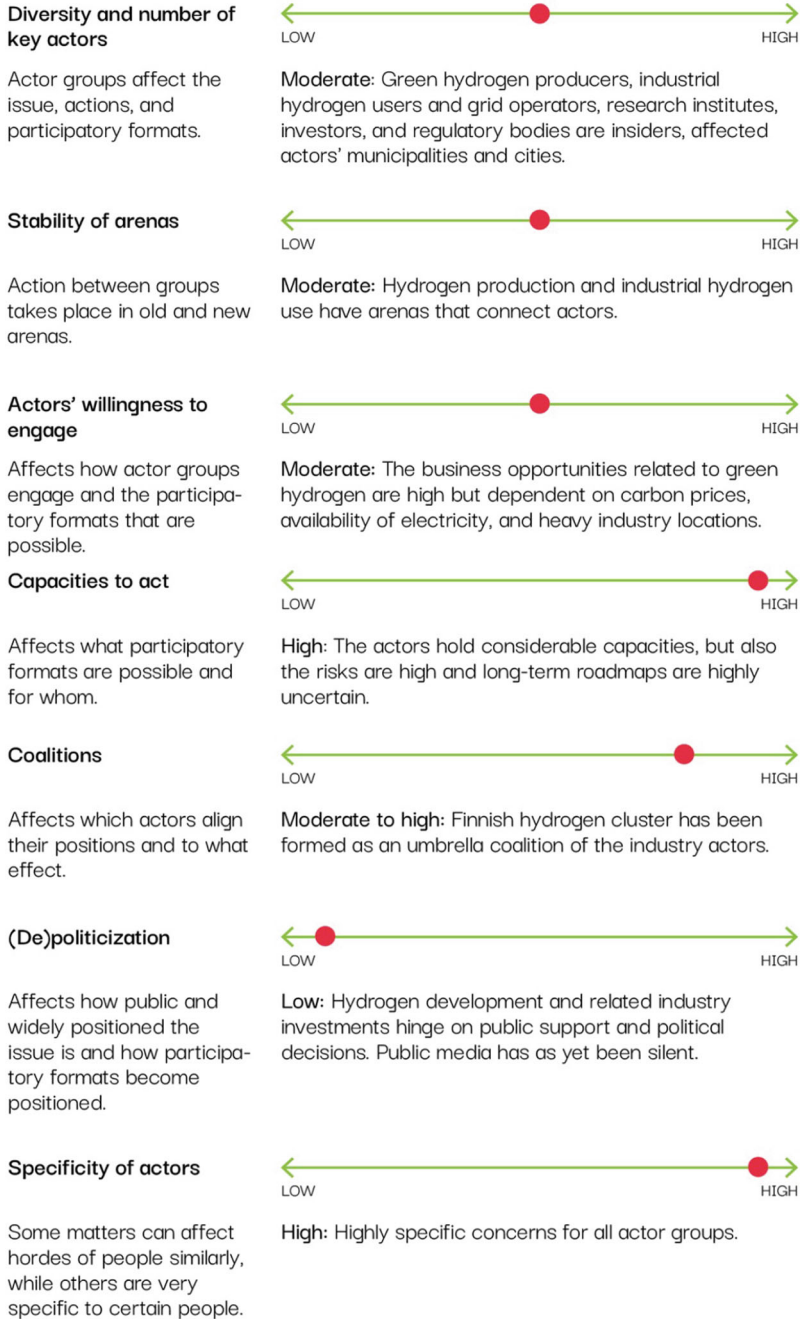 Diversity and number of
key actors
LOW
HIGH
Actor groups affect the
issue, actions, and
participatory formats.
Moderate: Green hydrogen producers, industrial
hydrogen users and grid operators, research institutes,
investors, and regulatory bodies are insiders, affected
actors' municipalities and cities.
Stability of arenas
LOW
HIGH
Action between groups
takes place in old and new
arenas.
Moderate: Hydrogen production and industrial hydrogen
use have arenas that connect actors.
Actors' willingness to
engage
LOW
HIGH
Affects how actor groups
engage and the participa-
tory formats that are
possible.
Moderate: The business opportunities related to green
hydrogen are high but dependent on carbon prices,
availability of electricity, and heavy industry locations.
Capacities to act
LOW
HIGH
Affects what participatory
formats are possible and
for whom.
High: The actors hold considerable capacities, but also
the risks are high and long-term roadmaps are highly
uncertain.
Coalitions
LOW
HIGH
Affects which actors align
their positions and to what
effect.
Moderate to high: Finnish hydrogen cluster has been
formed as an umbrella coalition of the industry actors.
(De)politicization
LOW
HIGH
Affects how public and
widely positioned the
issue is and how participa-
tory formats become
positioned.
Low: Hydrogen development and related industry
investments hinge on public support and political
decisions. Public media has as yet been silent.
Specificity of actors
LOW
HIGH
Some matters can affect
hordes of people similarly,
while others are very
specific to certain people.
High: Highly specific concerns for all actor groups.